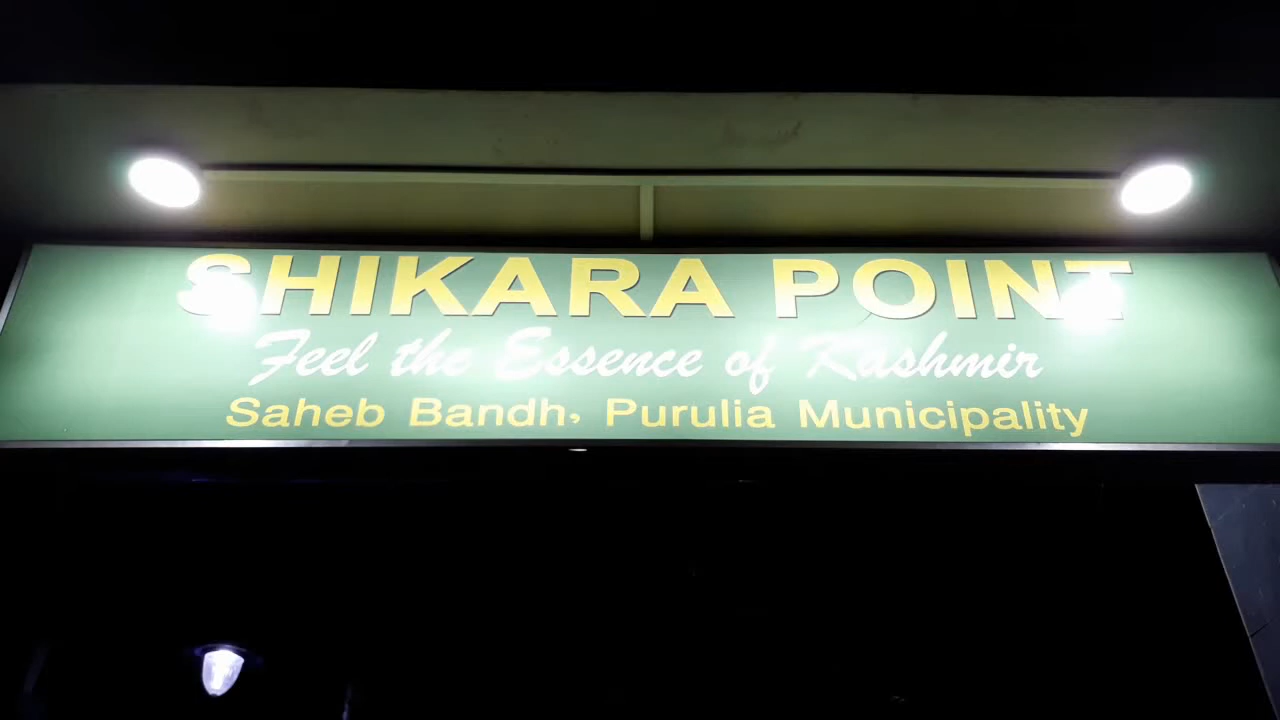 SHIKARA POINT
Feel the Essence of Kashmir
Saheb Bandh, Purulia Municipality